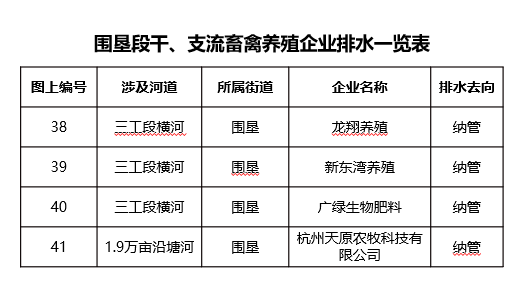 围垦段干、支流畜禽养殖企业排水一览表
图上编号 涉及河道 所属街道 企业名称 排水去向
38 三工段横河 围垦 龙翔养殖 纳管
39 三工段横河 围垦 新东湾养殖 纳管
40 三工段横河 围垦 广绿生物肥料 纳管
41 1.9万亩沿塘河 围垦 杭州天原农牧科技有限公司 纳管